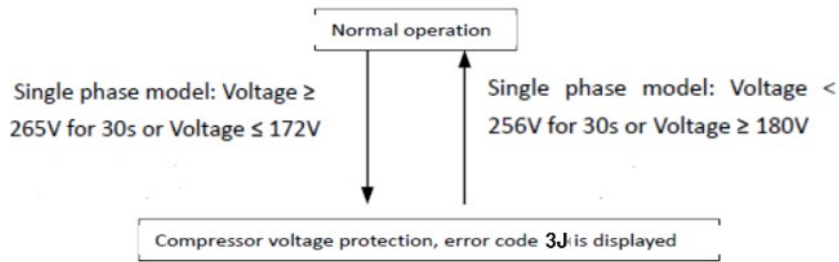 Normal operation
Single phase model: Voltage ≥
265V for 30s or Voltage ≤ 172V
Single phase model: Voltage <
256V for 30s or Voltage ≥ 180V
Compressor voltage protection, error code 3J is displayed